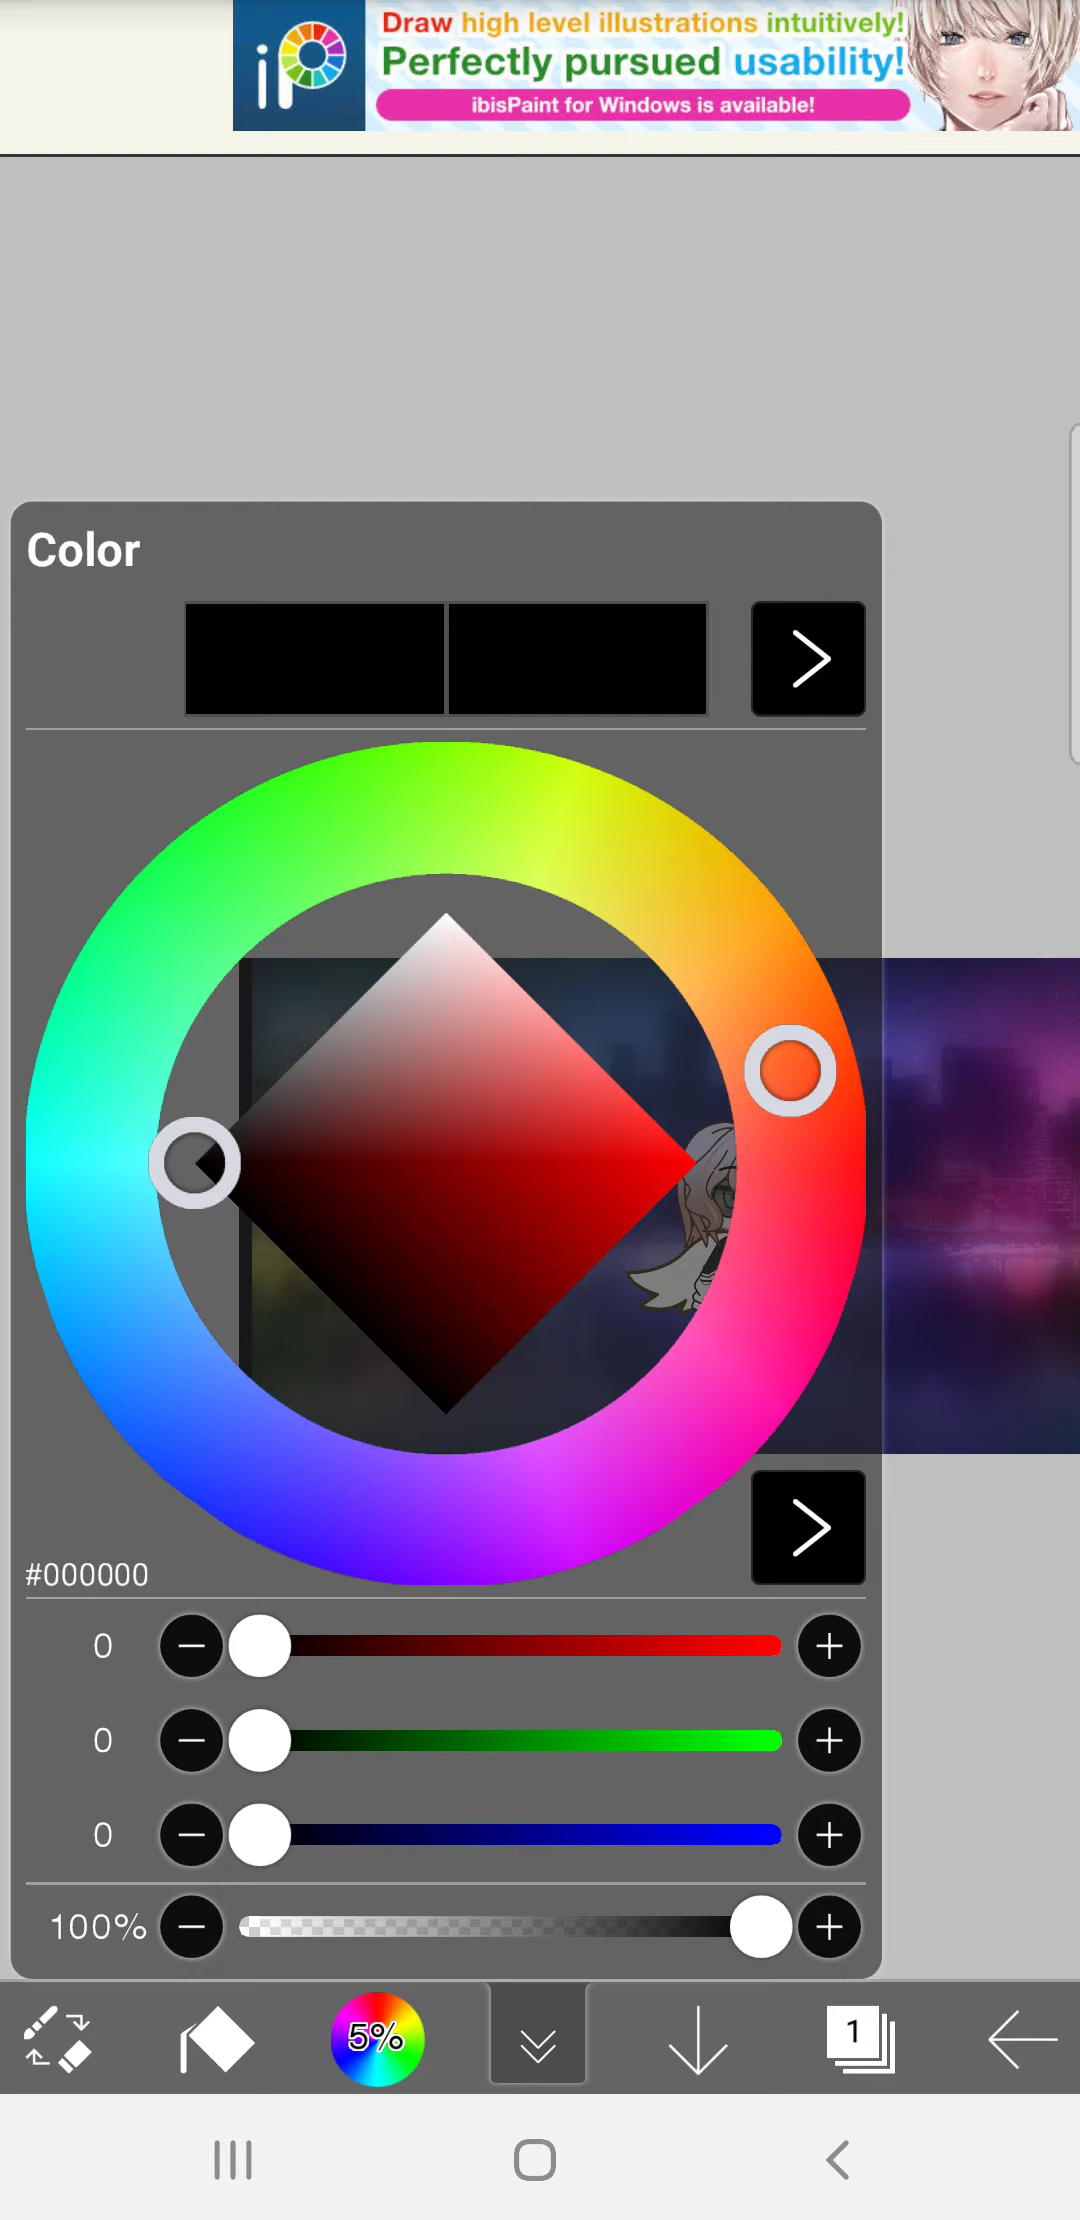 ip
Draw high level illustrations intuitively!
Perfectly pursued usability!
ibisPaint for Windows is available!
Color
#000000
0
0
0
100%
5%
1